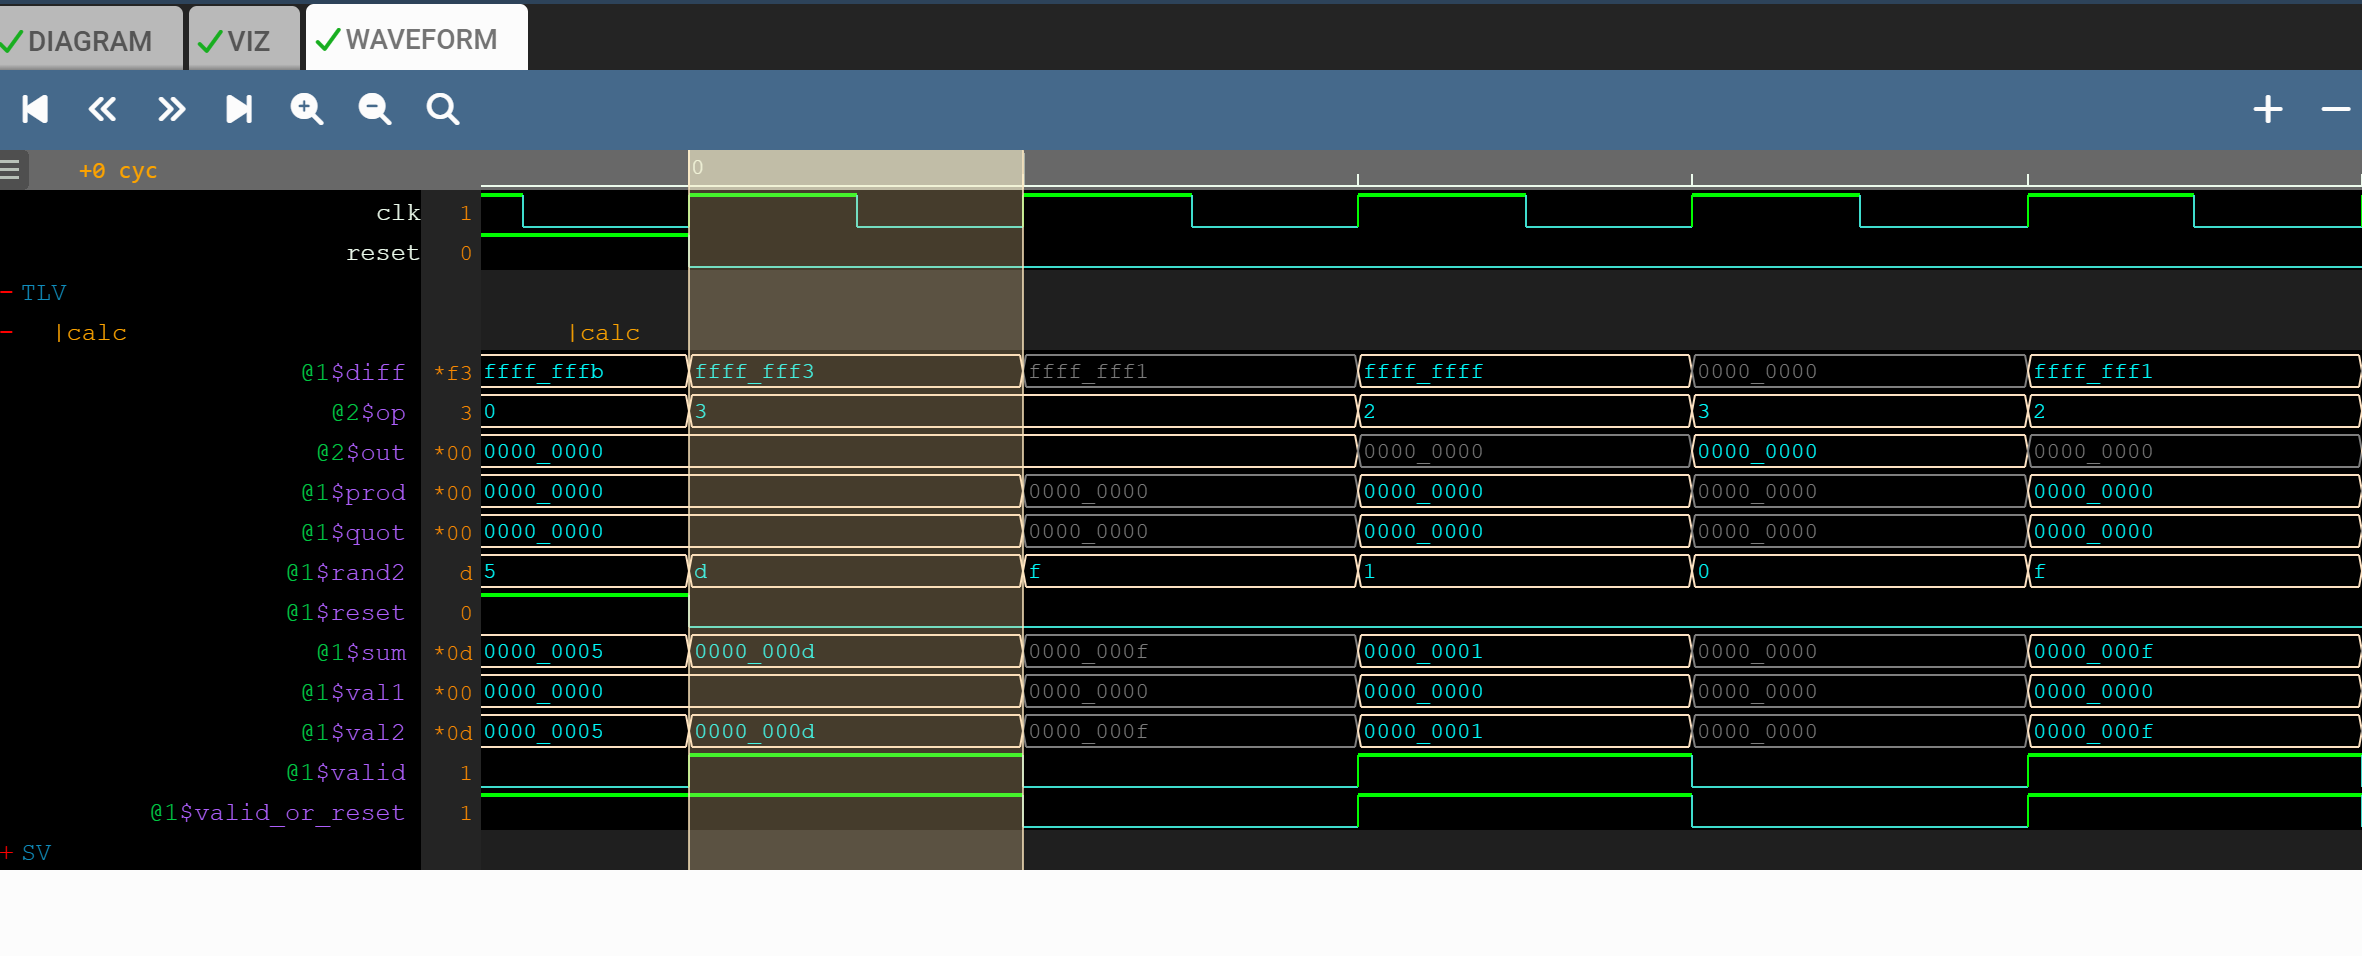 DIAGRAM VIZ WAVEFORM
+0 cyc 0
clk 1
reset 0
- TLV
- |calc |calc
@1$diff *f3 ffff_fffb ffff_fff3 ffff_fff1 ffff_ffff 0000_0000 ffff_fff1
@2$op 3 0 3 2 3 2
@2$out *00 0000_0000 0000_0000 0000_0000 0000_0000
@1$prod *00 0000_0000 0000_0000 0000_0000 0000_0000 0000_0000
@1$quot *00 0000_0000 0000_0000 0000_0000 0000_0000 0000_0000
@1$rand2 d 5 d f 1 0 f
@1$reset 0
@1$sum *0d 0000_0005 0000_000d 0000_000f 0000_0001 0000_0000 0000_000f
@1$val1 *00 0000_0000 0000_0000 0000_0000 0000_0000 0000_0000
@1$val2 *0d 0000_0005 0000_000d 0000_000f 0000_0001 0000_0000 0000_000f
@1$valid 1
@1$valid_or_reset 1
+ SV